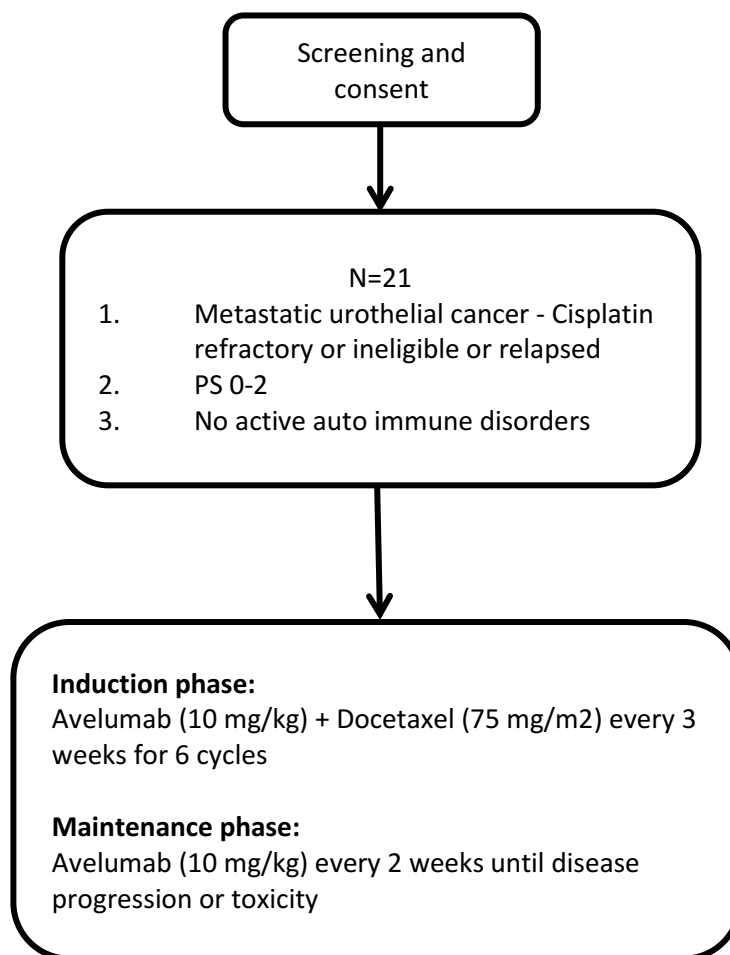 Screening and
consent
N=21
1. Metastatic urothelial cancer - Cisplatin
refractory or ineligible or relapsed
2. PS 0-2
3. No active auto immune disorders
Induction phase:
Avelumab (10 mg/kg) + Docetaxel (75 mg/m2) every 3
weeks for 6 cycles
Maintenance phase:
Avelumab (10 mg/kg) every 2 weeks until disease
progression or toxicity